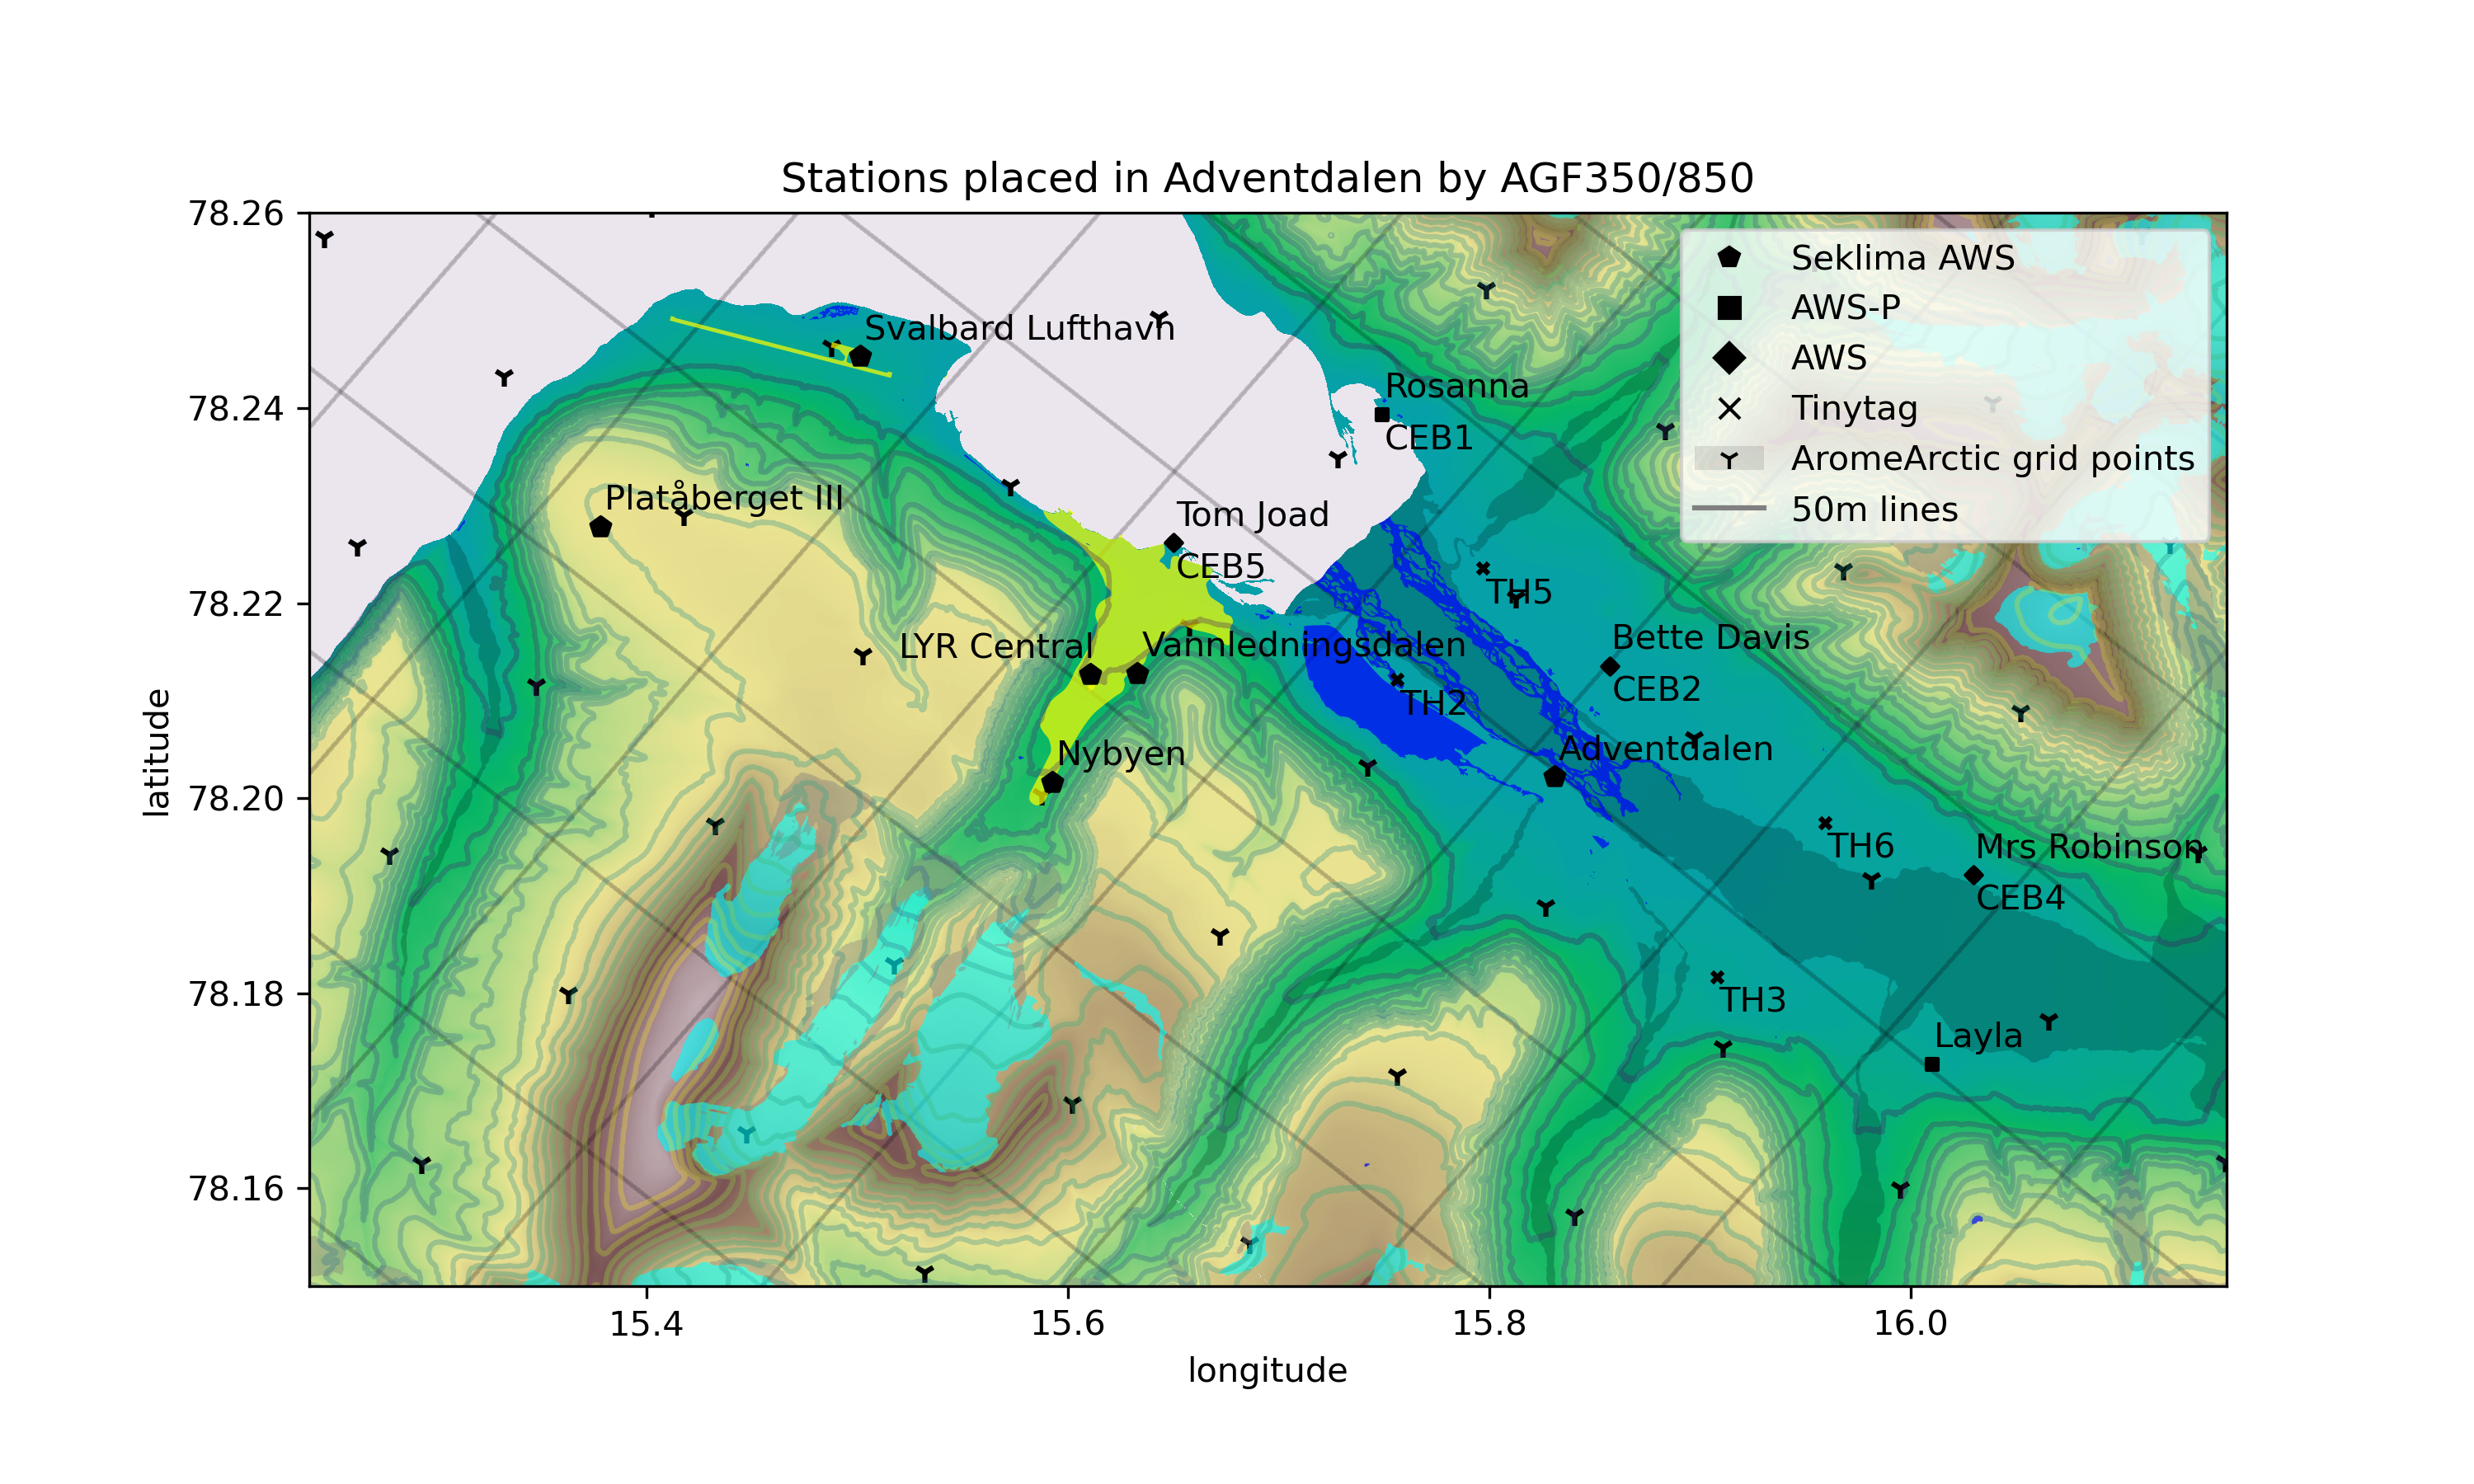 Stations placed in Adventdalen by AGF350/850
78.26
78.24
78.22
78.20
78.18
78.16
latitude
15.4
15.6
15.8
16.0
longitude
Seklima AWS
AWS-P
AWS
Tinytag
AromeArctic grid points
50m lines
Svalbard Lufthavn
Rosanna
CEB1
Platåberget III
Tom Joad
CEB5
TH5
LYR Central
Vannledningsdalen
Bette Davis
CEB2
TH2
Nybyen
Adventdalen
TH6
Mrs Robinson
CEB4
TH3
Layla